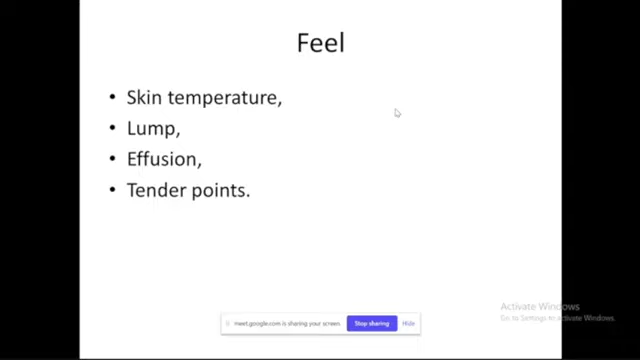 Feel
• Skin temperature,
• Lump,
• Effusion,
• Tender points.
Activate Windows
Go to Settings to activate Windows.
meet.google.com is sharing your screen.
Stop sharing
Hide